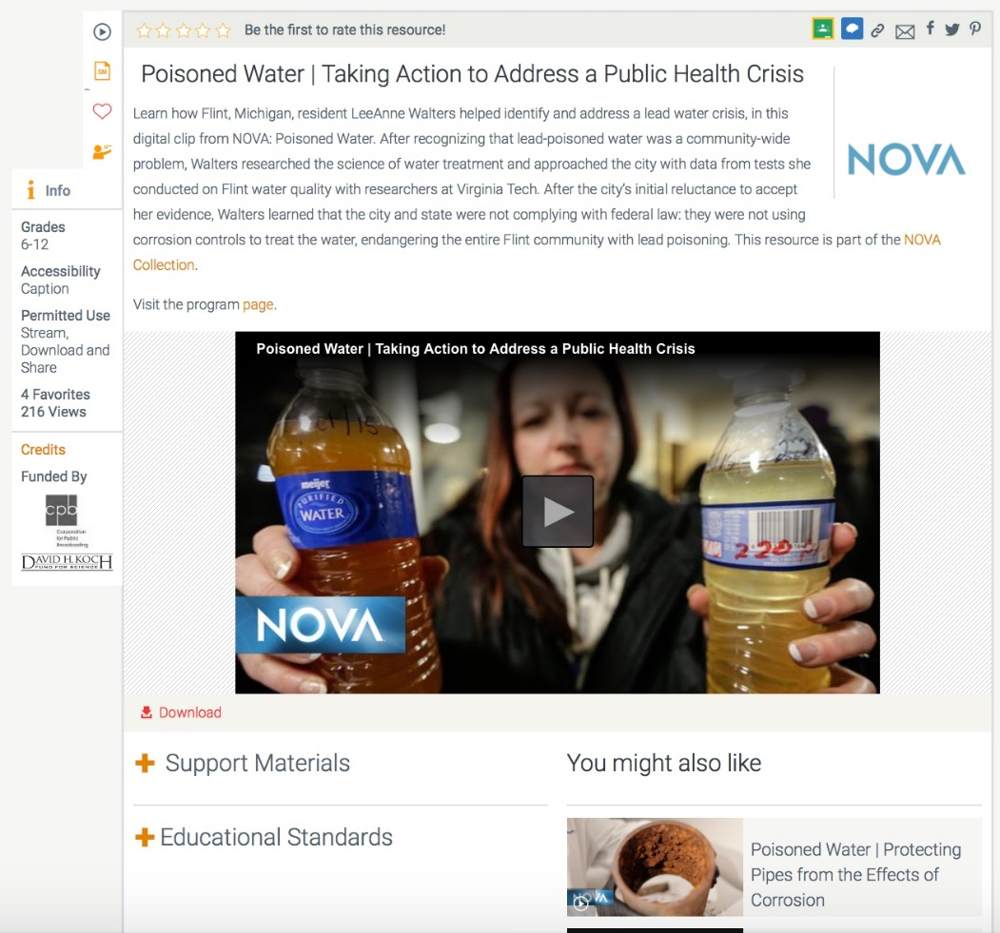 Be the first to rate this resource!
Poisoned Water | Taking Action to Address a Public Health Crisis
Learn how Flint, Michigan, resident LeeAnne Walters helped identify and address a lead water crisis, in this
digital clip from NOVA: Poisoned Water. After recognizing that lead-poisoned water was a community-wide
problem, Walters researched the science of water treatment and approached the city with data from tests she
conducted on Flint water quality with researchers at Virginia Tech. After the city's initial reluctance to accept
her evidence, Walters learned that the city and state were not complying with federal law: they were not using
corrosion controls to treat the water, endangering the entire Flint community with lead poisoning. This resource is part of the NOVA
Collection.
Visit the program page.
NOVA
SM
Info
Grades
6-12
Accessibility
Caption
Permitted Use
Stream,
Download and
Share
4 Favorites
216 Views
Credits
Funded By
cpb
Corporation
for Public
Broadcasting
DAVID H. KOCH
FUND FOR SCIENCE
Poisoned Water | Taking Action to Address a Public Health Crisis
meijer
PURIFIED
WATER
NOVA
Download
Support Materials
Educational Standards
You might also like
NOVA
Poisoned Water | Protecting
Pipes from the Effects of
Corrosion